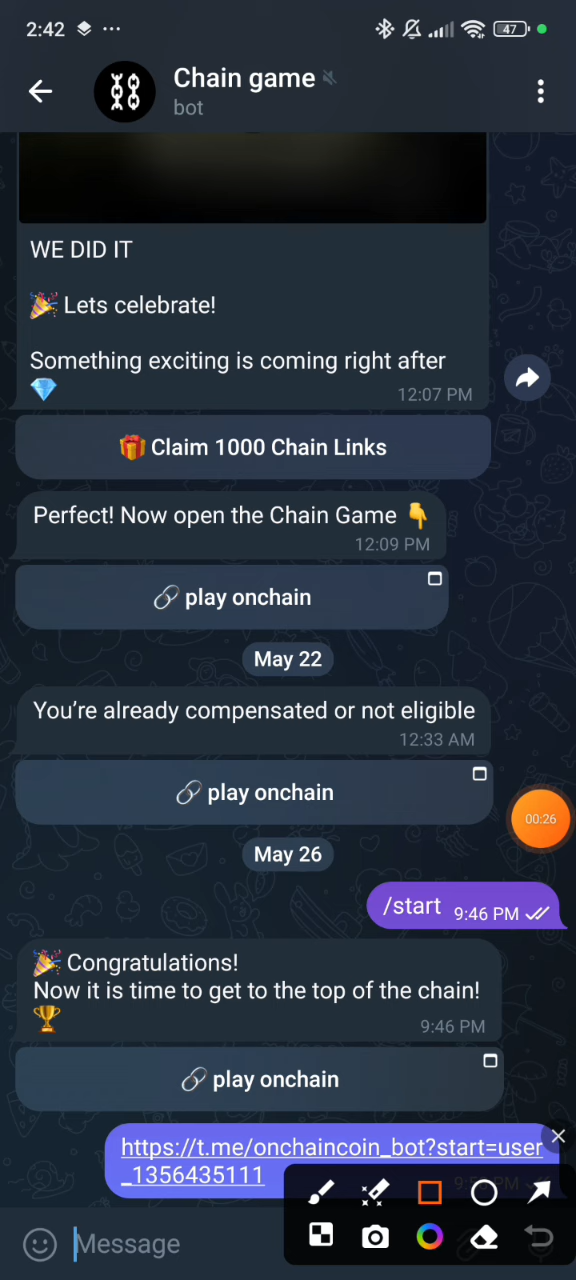 2:42
47
Chain game
bot
WE DID IT
🎉 Lets celebrate!
Something exciting is coming right after
💎
12:07 PM
🎁 Claim 1000 Chain Links
Perfect! Now open the Chain Game 👇
12:09 PM
🔗 play onchain
May 22
You’re already compensated or not eligible
12:33 AM
🔗 play onchain
00:26
May 26
/start 9:46 PM
🎉 Congratulations!
Now it is time to get to the top of the chain!
🏆
9:46 PM
🔗 play onchain
https://t.me/onchaincoin_bot?start=user
_1356435111
Message